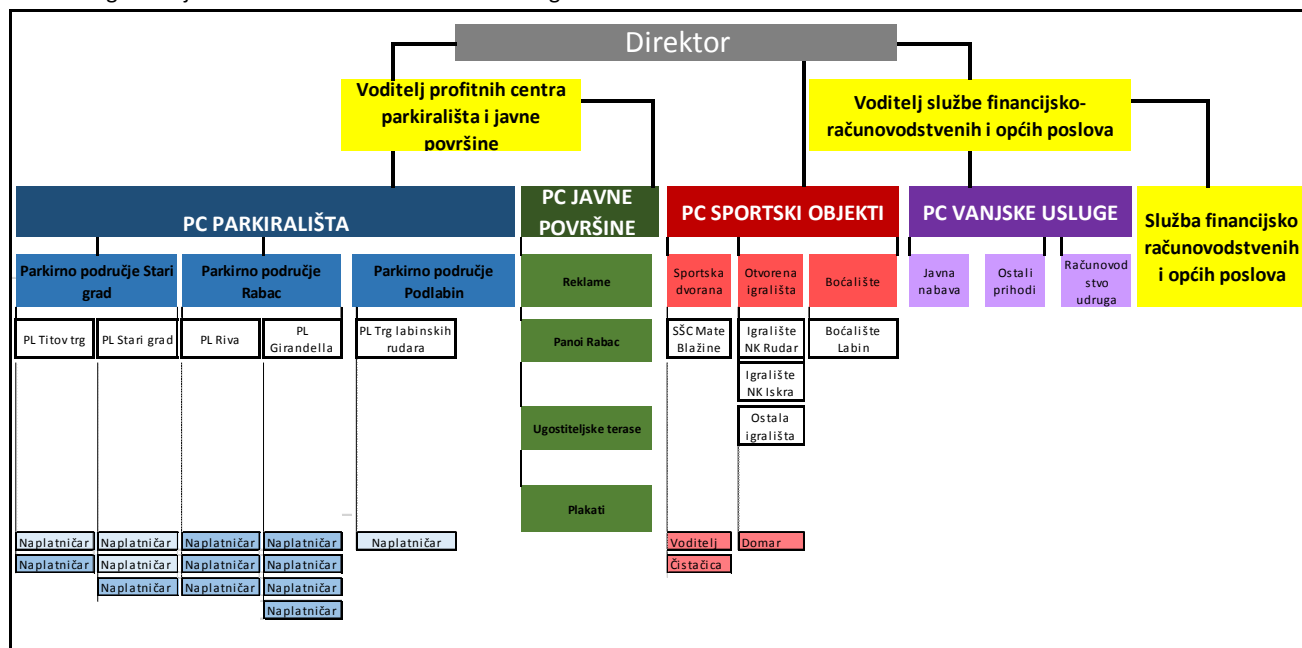 Direktor
Voditelj profitnih centra
parkirališta i javne
površine
Voditelj službe financijsko-
računovodstvenih i općih poslova
PC PARKIRALIŠTA
PC JAVNE
POVRŠINE
PC SPORTSKI OBJEKTI
PC VANJSKE USLUGE
Služba financijsko
računovodstvenih
i općih poslova
Parkirno područje Stari
grad
Parkirno područje
Rabac
Parkirno područje
Podlabin
Reklame
Sportska
dvorana
Otvorena
igrališta
Boćalište
Javna
nabava
Ostali
prihodi
Računovod
stvo
udruga
PL Titov trg
PL Stari grad
PL Riva
PL
Girandella
PL Trg labinskih
rudara
Panoi Rabac
SŠC Mate
Blažine
Igralište
NK Rudar
Boćalište
Labin
Igralište
NK Iskra
Ostala
igrališta
Ugostiteljske terase
Plakati
Naplatničar
Naplatničar
Naplatničar
Naplatničar
Naplatničar
Voditelj
Domar
Naplatničar
Naplatničar
Naplatničar
Naplatničar
Čistačica
Naplatničar
Naplatničar
Naplatničar
Naplatničar